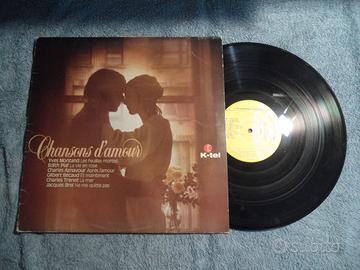 Chansons d'amour
Yves Montand Les feuilles mortes
Edith Piaf La vie en rose
Charles Aznavour Après l'amour
Gilbert Bécaud Et maintenant
Charles Trenet La mer
Jacques Brel Ne me quitte pas
K-tel
subito